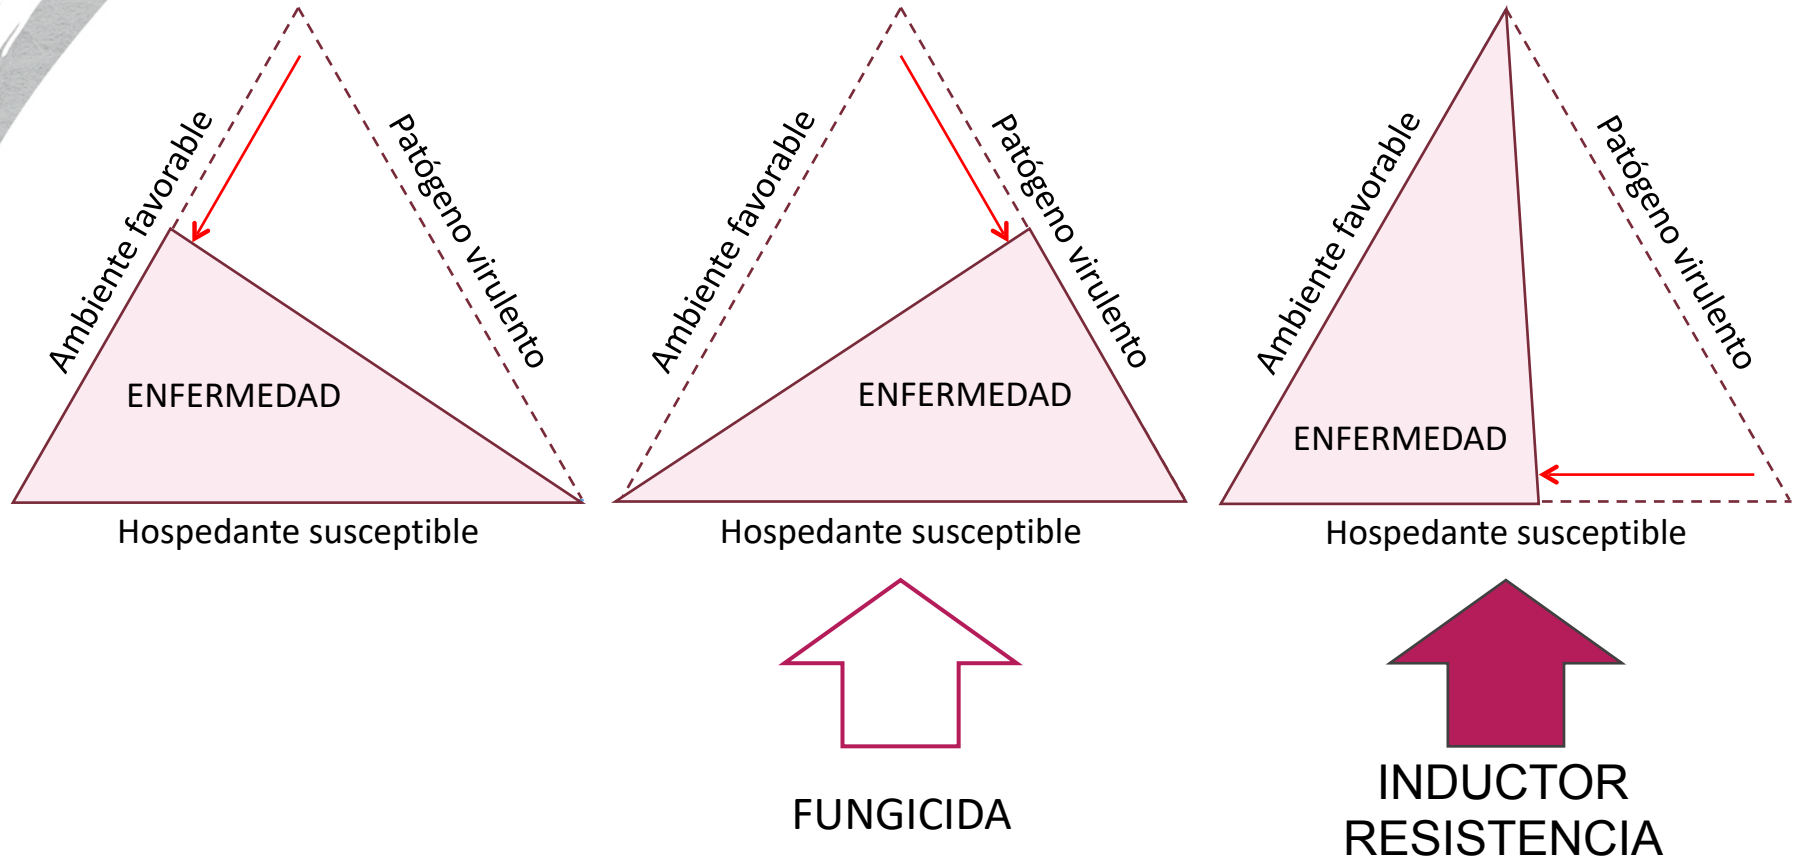 Ambiente favorable
Patógeno virulento
ENFERMEDAD
Hospedante susceptible
Ambiente favorable
Patógeno virulento
ENFERMEDAD
Hospedante susceptible
FUNGICIDA
Ambiente favorable
Patógeno virulento
ENFERMEDAD
Hospedante susceptible
INDUCTOR
RESISTENCIA